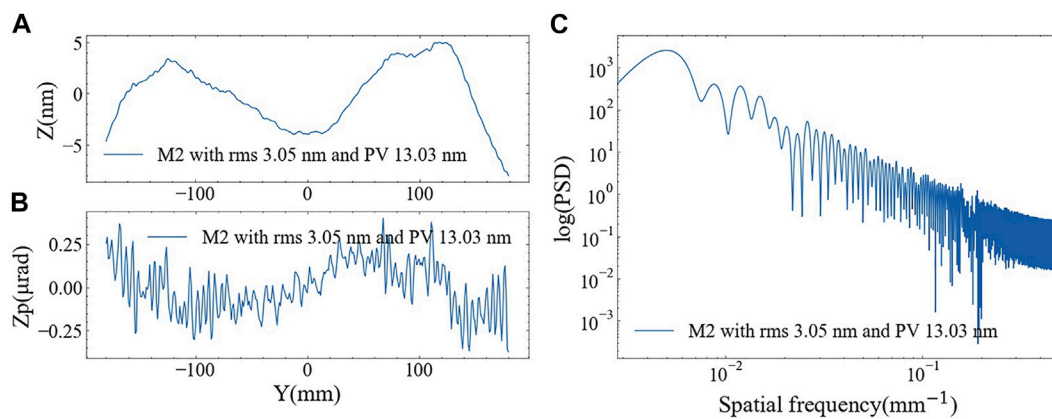 A
Z(nm)
5
0
−5
M2 with rms 3.05 nm and PV 13.03 nm
−100
0
100
B
Zp(μrad)
0.25
0.00
−0.25
M2 with rms 3.05 nm and PV 13.03 nm
−100
0
100
Y(mm)
C
log(PSD)
10³
10²
10¹
10⁰
10⁻¹
10⁻²
10⁻³
M2 with rms 3.05 nm and PV 13.03 nm
10⁻²
10⁻¹
Spatial frequency(mm⁻¹)